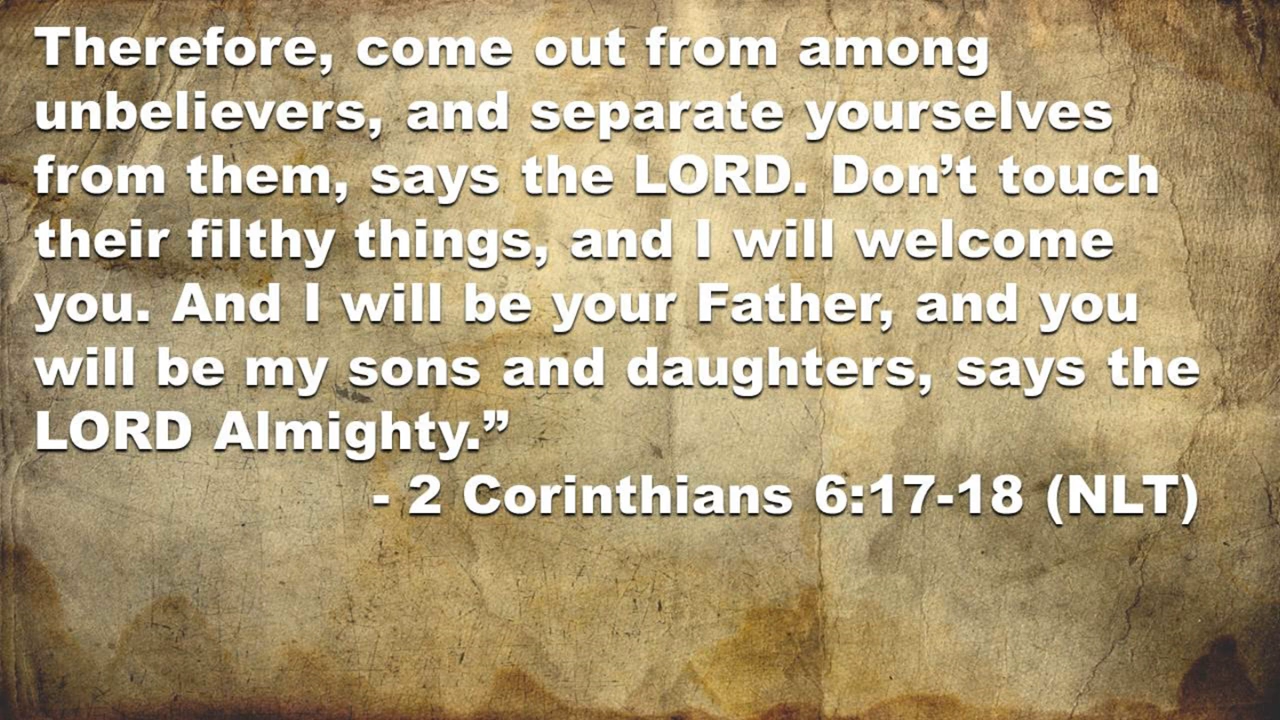 Therefore, come out from among
unbelievers, and separate yourselves
from them, says the LORD. Don’t touch
their filthy things, and I will welcome
you. And I will be your Father, and you
will be my sons and daughters, says the
LORD Almighty.”
- 2 Corinthians 6:17-18 (NLT)